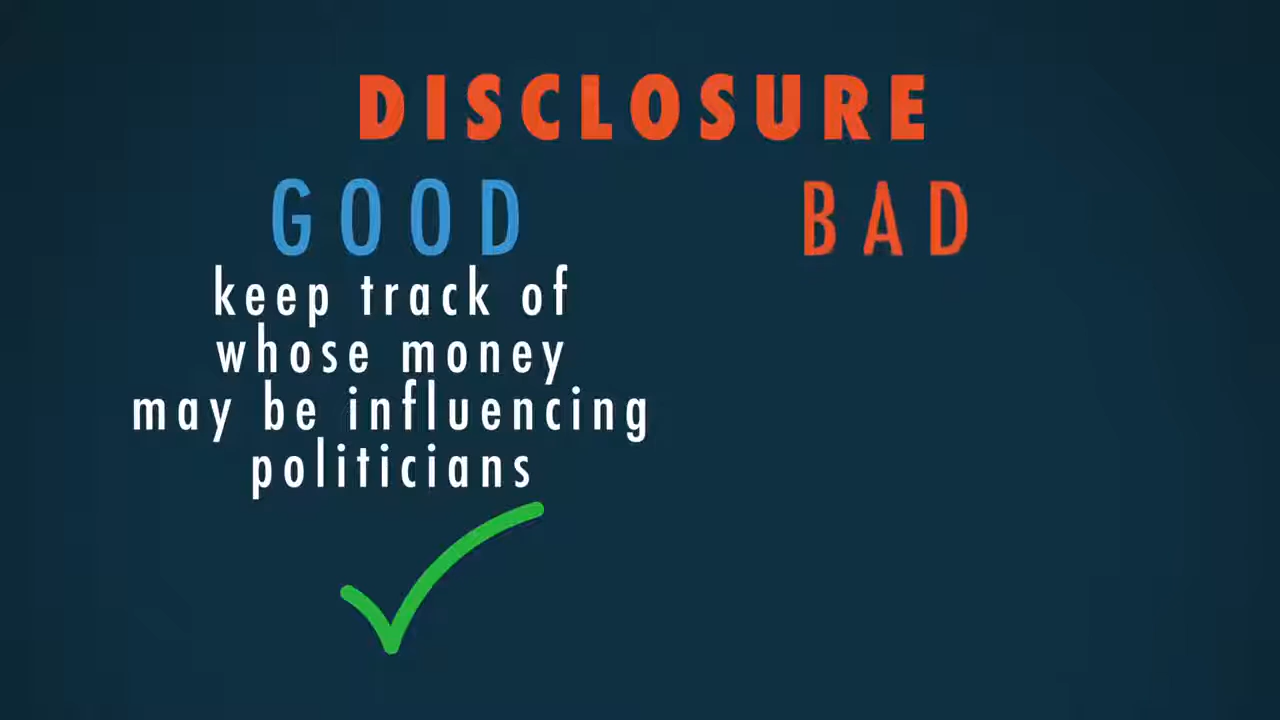 DISCLOSURE
GOOD
keep track of
whose money
may be influencing
politicians
BAD